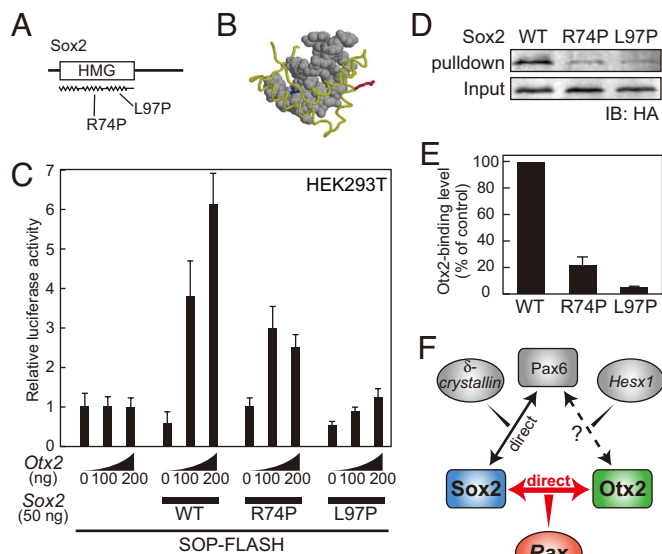 A
Sox2
HMG
R74P
L97P
B
C
HEK293T
Relative luciferase activity
7
6
5
4
3
2
1
0
Otx2
(ng)
0 100 200 0 100 200 0 100 200 0 100 200
Sox2
(50 ng)
WT R74P L97P
SOP-FLASH
D
Sox2 WT R74P L97P
pulldown
Input
IB: HA
E
Otx2-binding level
(% of control)
100
80
60
40
20
0
WT R74P L97P
F
δ-
crystallin
Pax6
Hesx1
direct
?
Sox2
direct
Otx2
Rax